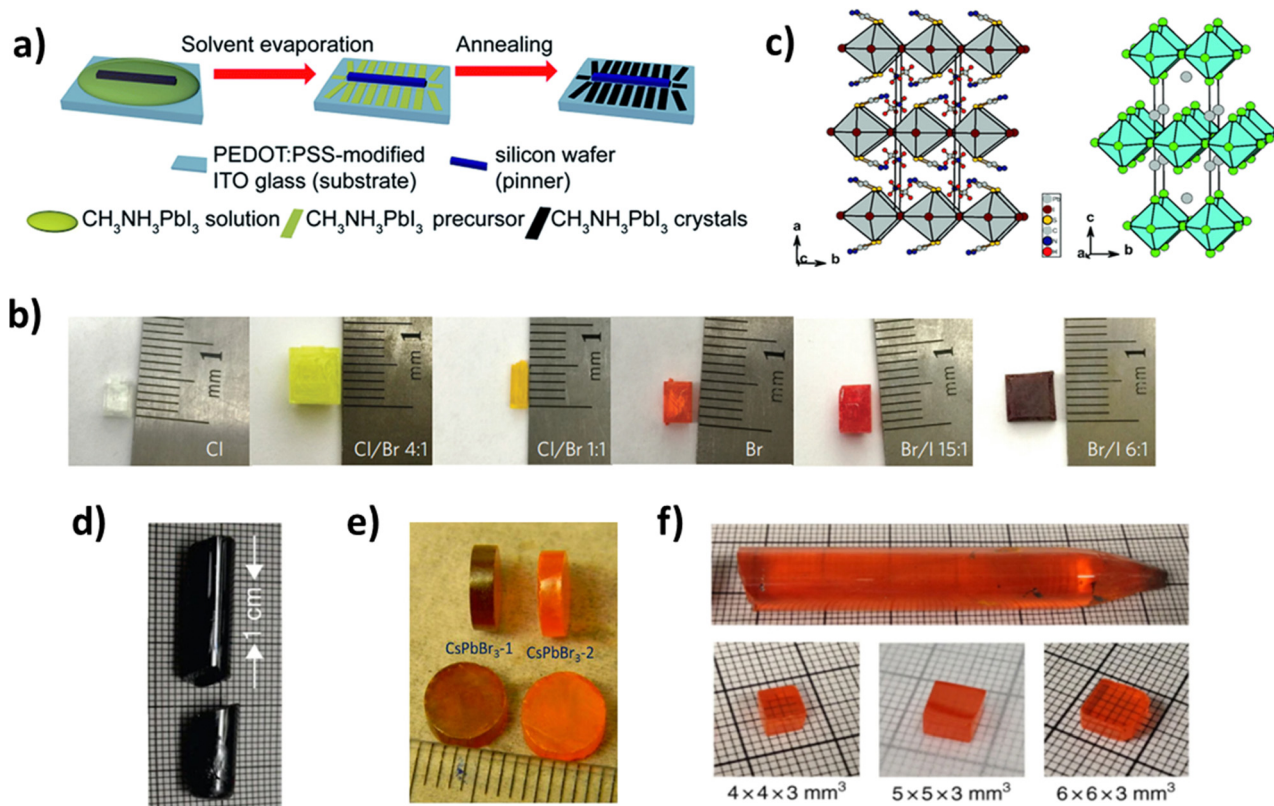 a)
Solvent evaporation
Annealing
PEDOT:PSS-modified
ITO glass (substrate)
silicon wafer
(pinner)
CH₃NH₃PbI₃ solution
CH₃NH₃PbI₃ precursor
CH₃NH₃PbI₃ crystals
c)
a
c
b
Pb
I
S
C
N
H
c
a
b
b)
mm 1
Cl
mm 1
Cl/Br 4:1
mm 1
Cl/Br 1:1
mm 1
Br
mm 1
Br/I 15:1
mm 1
Br/I 6:1
d)
1 cm
e)
CsPbBr₃-1
CsPbBr₃-2
f)
4×4×3 mm³
5×5×3 mm³
6×6×3 mm³